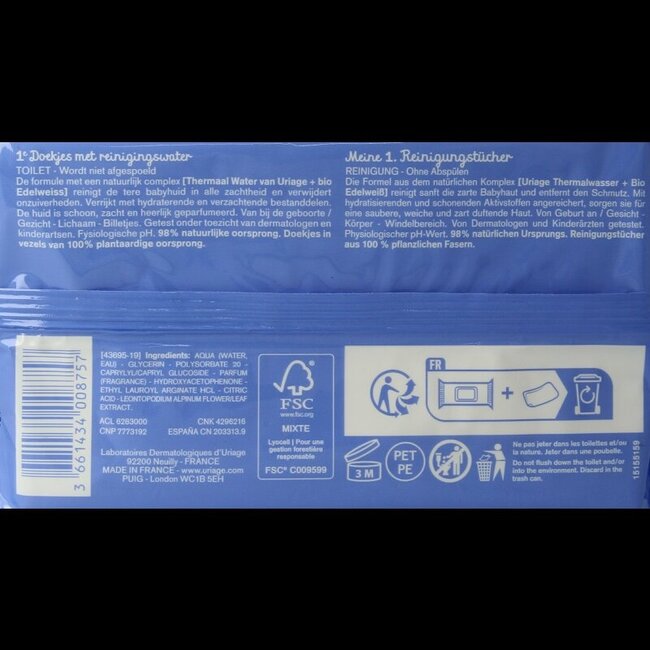 1e Doekjes met reinigingswater
TOILET - Wordt niet afgespoeld
De formule met een natuurlijk complex [Thermaal Water van Uriage + bio
Edelweiss] reinigt de tere babyhuid in alle zachtheid en verwijdert
onzuiverheden. Verrijkt met hydraterende en verzachtende bestanddelen.
De huid is schoon, zacht en heerlijk geparfumeerd. Van bij de geboorte /
Gezicht - Lichaam - Billetjes. Getest onder toezicht van dermatologen en
kinderartsen. Fysiologische pH. 98% natuurlijke oorsprong. Doekjes in
vezels van 100% plantaardige oorsprong.
Meine 1. Reinigungstücher
REINIGUNG - Ohne Abspülen
Die Formel aus dem natürlichen Komplex [Uriage Thermalwasser + Bio
Edelweiß] reinigt sanft die zarte Babyhaut und entfernt den Schmutz. Mit
hydratisierenden und schonenden Aktivstoffen angereichert, sorgen sie für
eine saubere, weiche und zart duftende Haut. Von Geburt an / Gesicht -
Körper - Windelbereich. Von Dermatologen und Kinderärzten getestet.
Physiologischer pH-Wert. 98% natürlichen Ursprungs. Reinigungstücher
aus 100 % pflanzlichen Fasern.
3 661434 008757
[43695-19] Ingredients: AQUA (WATER,
EAU) - GLYCERIN - POLYSORBATE 20 -
CAPRYLYL/CAPRYL GLUCOSIDE - PARFUM
(FRAGRANCE) - HYDROXYACETOPHENONE -
ETHYL LAUROYL ARGINATE HCL - CITRIC
ACID - LEONTOPODIUM ALPINUM FLOWER/LEAF
EXTRACT.
ACL 6283000 CNK 4296216
CNP 7773192 ESPAÑA CN 203313.9
Laboratoires Dermatologiques d'Uriage
92200 Neuilly - FRANCE
MADE IN FRANCE - www.uriage.com
PUIG - London WC1B 5EH
FSC
www.fsc.org
MIXTE
Lyocell | Pour une
gestion forestière
responsable
FSC® C009599
FR
+
3 M
PET
PE
Ne pas jeter dans les toilettes et/ou
la nature. Jeter dans une poubelle.
Do not flush down the toilet and/or
into the environment. Discard in the
trash can.
15155159